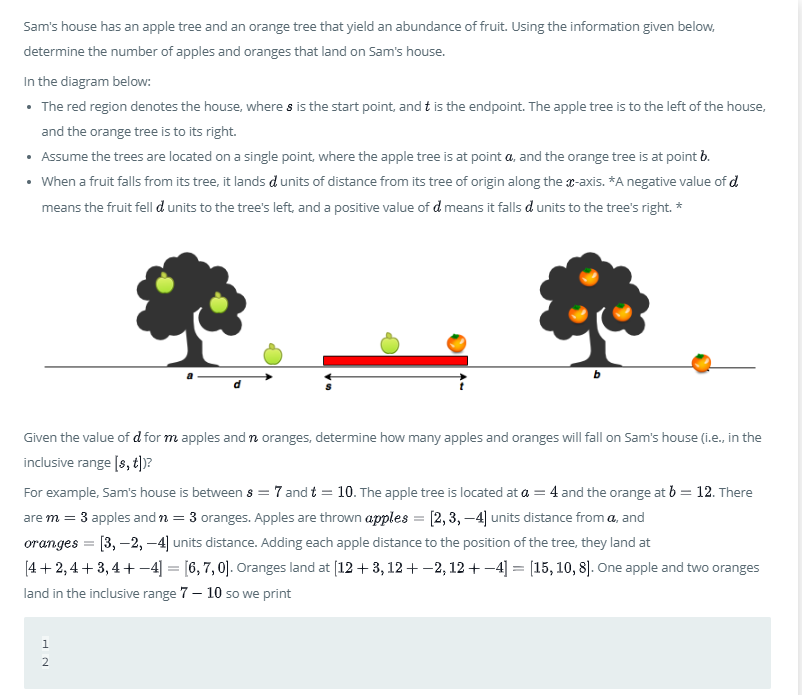 Sam's house has an apple tree and an orange tree that yield an abundance of fruit. Using the information given below,
determine the number of apples and oranges that land on Sam's house.
In the diagram below:
• The red region denotes the house, where s is the start point, and t is the endpoint. The apple tree is to the left of the house,
and the orange tree is to its right.
• Assume the trees are located on a single point, where the apple tree is at point a, and the orange tree is at point b.
• When a fruit falls from its tree, it lands d units of distance from its tree of origin along the x-axis. *A negative value of d
means the fruit fell d units to the tree's left, and a positive value of d means it falls d units to the tree's right. *
a d s t b
Given the value of d for m apples and n oranges, determine how many apples and oranges will fall on Sam's house (i.e., in the
inclusive range [s, t])?
For example, Sam's house is between s = 7 and t = 10. The apple tree is located at a = 4 and the orange at b = 12. There
are m = 3 apples and n = 3 oranges. Apples are thrown apples = [2, 3, −4] units distance from a, and
oranges = [3, −2, −4] units distance. Adding each apple distance to the position of the tree, they land at
[4 + 2, 4 + 3, 4 + −4] = [6, 7, 0]. Oranges land at [12 + 3, 12 + −2, 12 + −4] = [15, 10, 8]. One apple and two oranges
land in the inclusive range 7 − 10 so we print
1
2